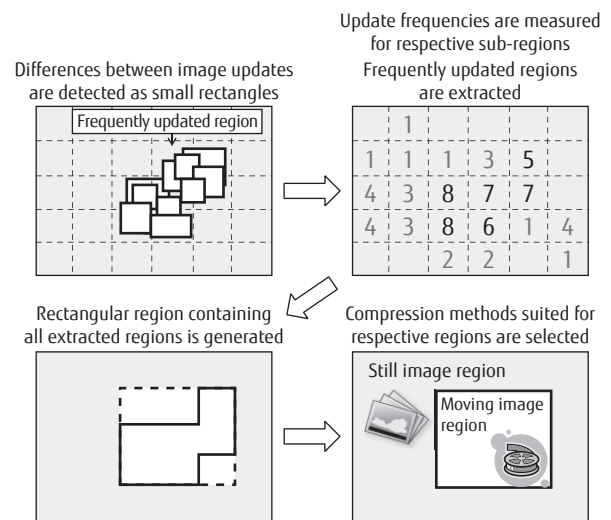 Differences between image updates
are detected as small rectangles
Frequently updated region
Update frequencies are measured
for respective sub-regions
Frequently updated regions
are extracted
1
1 1 1 3 5
4 3 8 7 7
4 3 8 6 1 4
2 2 1
Rectangular region containing
all extracted regions is generated
Compression methods suited for
respective regions are selected
Still image region
Moving image
region